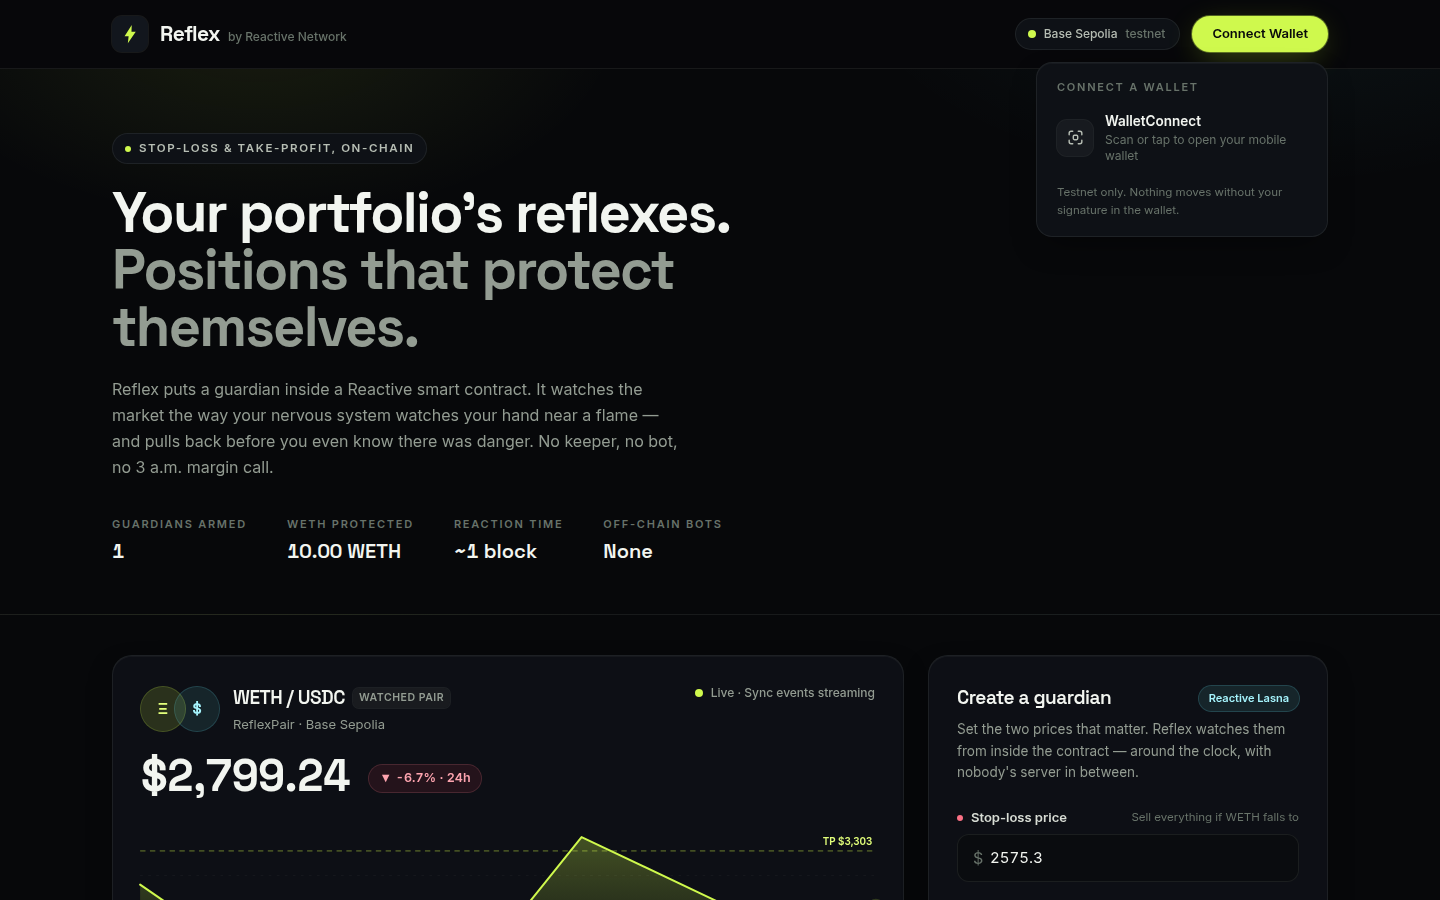 Reflex by Reactive Network
Base Sepolia testnet
Connect Wallet
CONNECT A WALLET
WalletConnect
Scan or tap to open your mobile
wallet
Testnet only. Nothing moves without your
signature in the wallet.
STOP-LOSS & TAKE-PROFIT, ON-CHAIN
Your portfolio's reflexes.
Positions that protect
themselves.
Reflex puts a guardian inside a Reactive smart contract. It watches the
market the way your nervous system watches your hand near a flame —
and pulls back before you even know there was danger. No keeper, no bot,
no 3 a.m. margin call.
GUARDIANS ARMED
1
WETH PROTECTED
10.00 WETH
REACTION TIME
~1 block
OFF-CHAIN BOTS
None
Ξ $
WETH / USDC WATCHED PAIR
ReflexPair · Base Sepolia
Live · Sync events streaming
$2,799.24 ▼ -6.7% · 24h
TP $3,303
Create a guardian
Reactive Lasna
Set the two prices that matter. Reflex watches them
from inside the contract — around the clock, with
nobody's server in between.
Stop-loss price Sell everything if WETH falls to
$ 2575.3